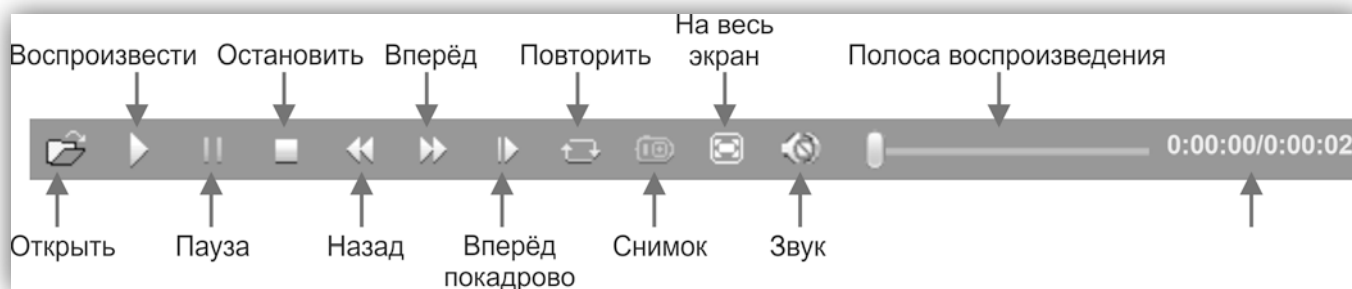 На весь
экран
Воспроизвести Остановить Вперёд Повторить Полоса воспроизведения
0:00:00/0:00:02
Открыть Пауза Назад Вперёд
покадрово
Снимок Звук